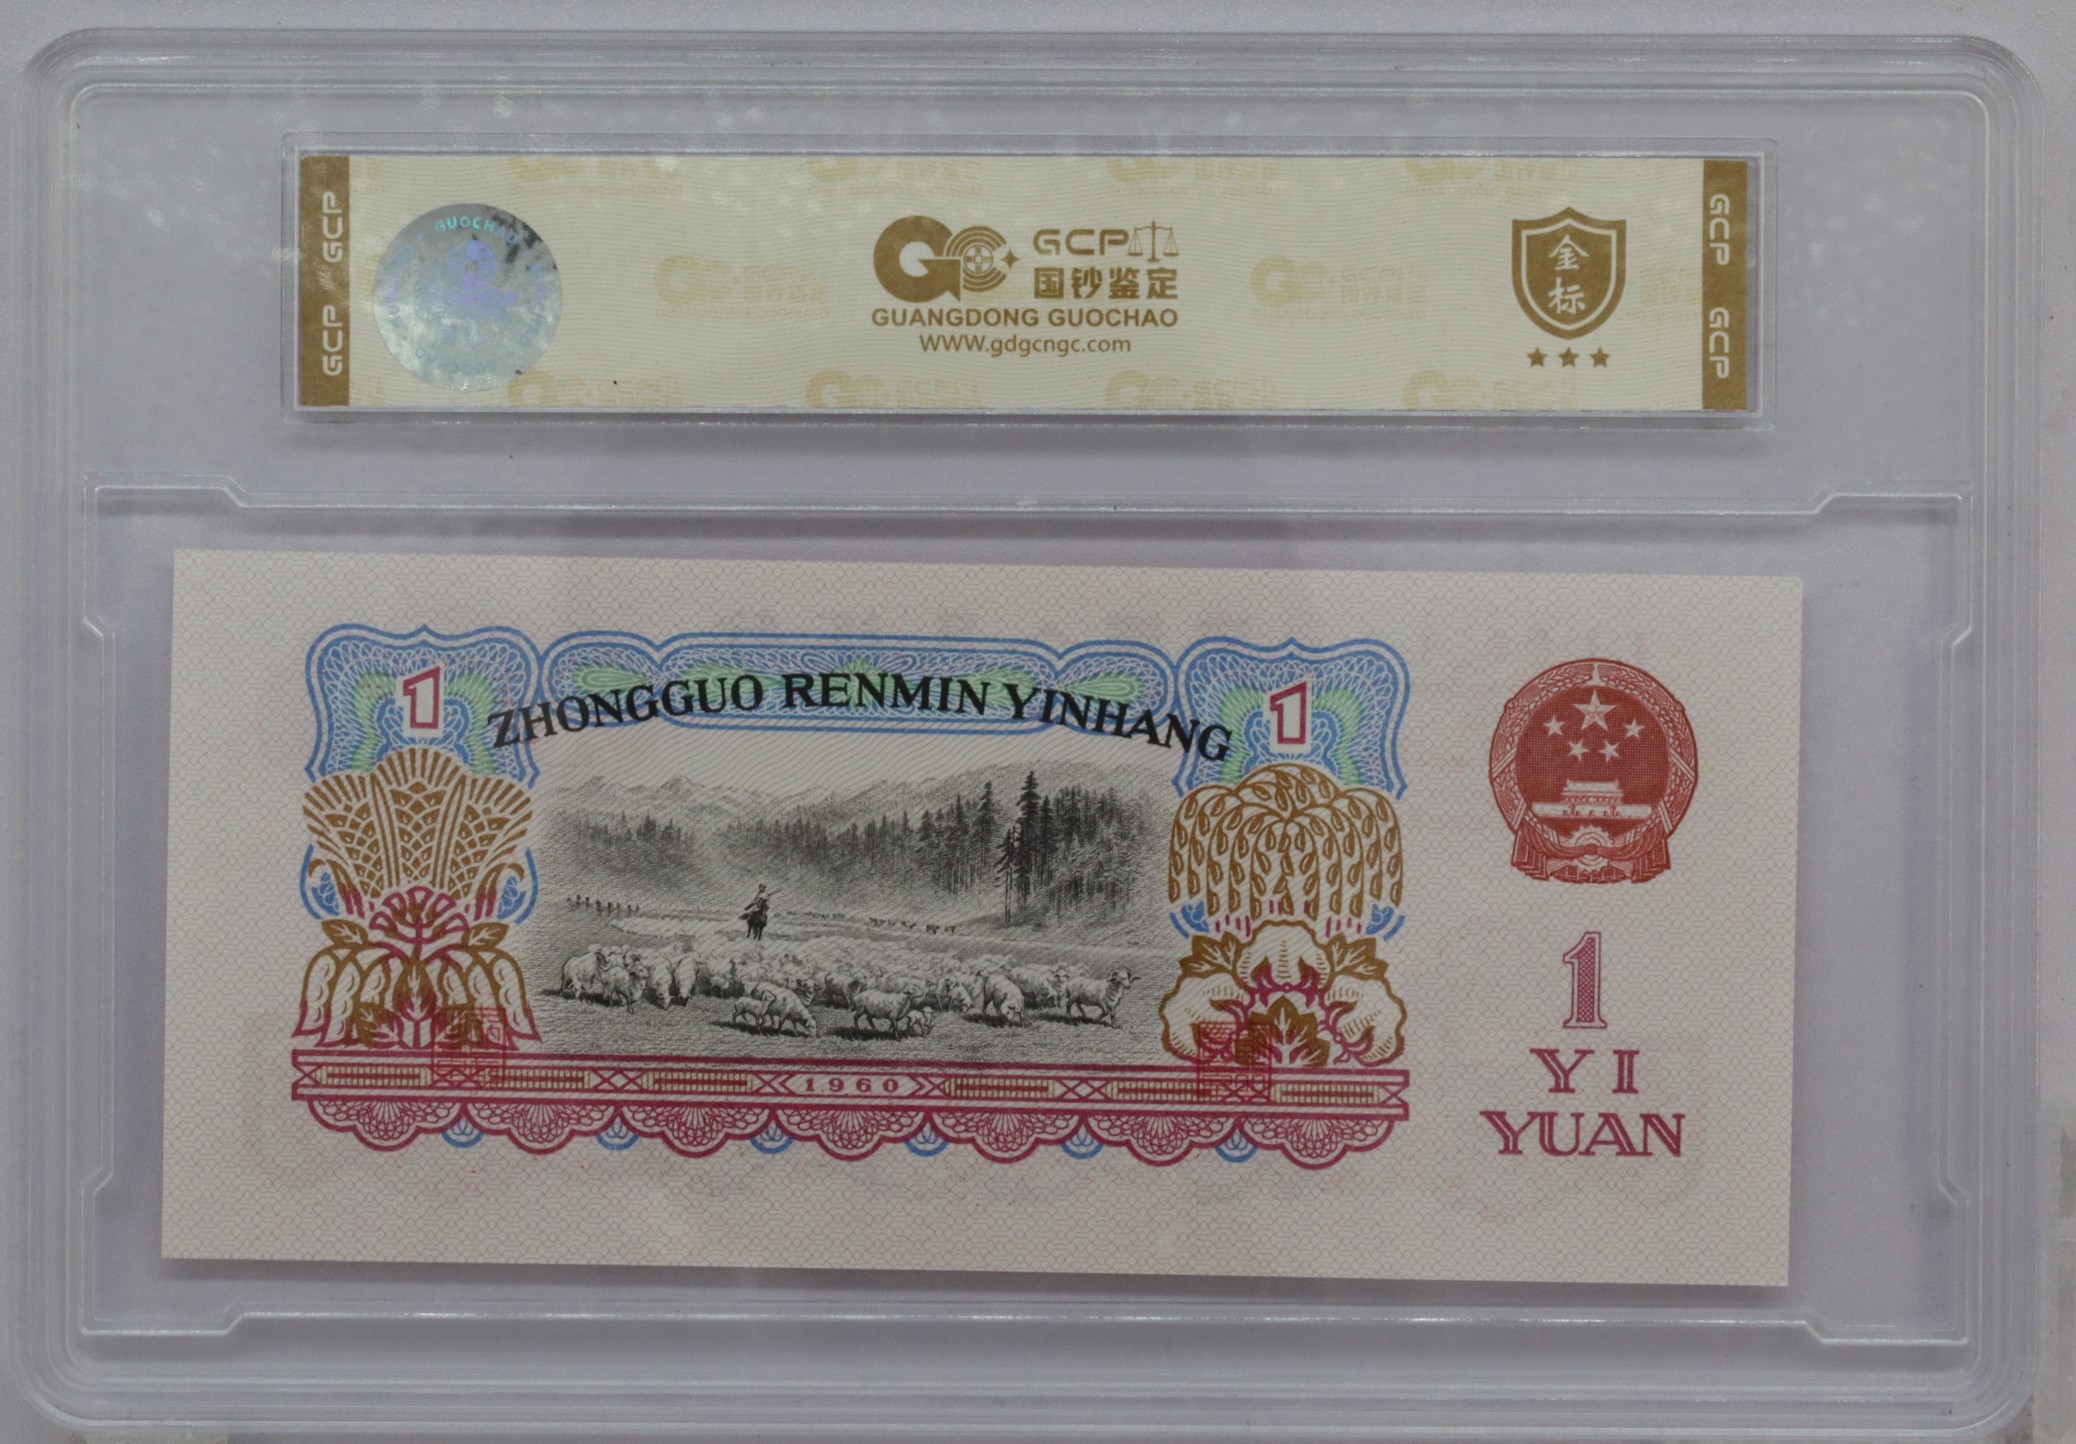 GCP GCP
GUOCHAO
GCP
国钞鉴定
GUANGDONG GUOCHAO
WWW.gdgcngc.com
金标
GCP GCP
1
1
ZHONGGUO RENMIN YINHANG
1960
1
YI
YUAN